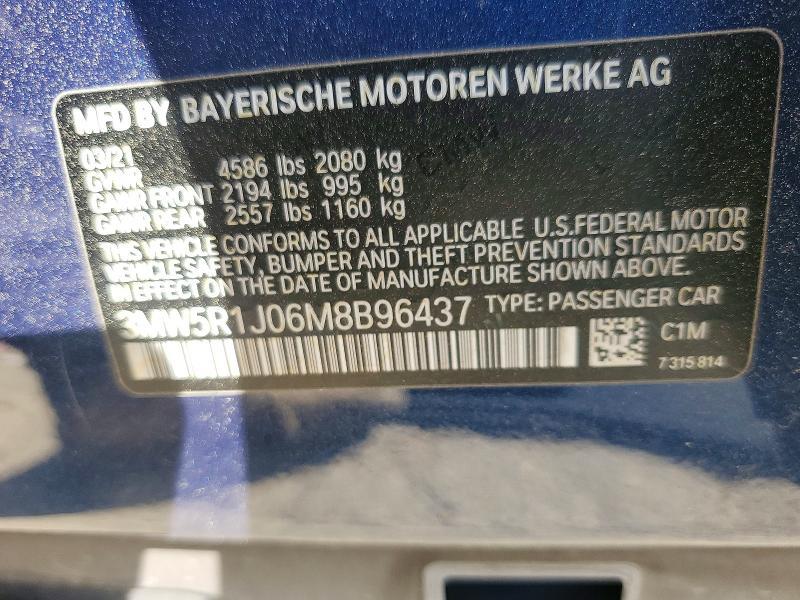 MFD BY BAYERISCHE MOTOREN WERKE AG
03/21
GVWR 4586 lbs 2080 kg
GAWR FRONT 2194 lbs 995 kg
GAWR REAR 2557 lbs 1160 kg
THIS VEHICLE CONFORMS TO ALL APPLICABLE U.S.FEDERAL MOTOR
VEHICLE SAFETY, BUMPER AND THEFT PREVENTION STANDARDS
IN EFFECT ON THE DATE OF MANUFACTURE SHOWN ABOVE.
3MW5R1J06M8B96437 TYPE: PASSENGER CAR
C1M
7 315 814